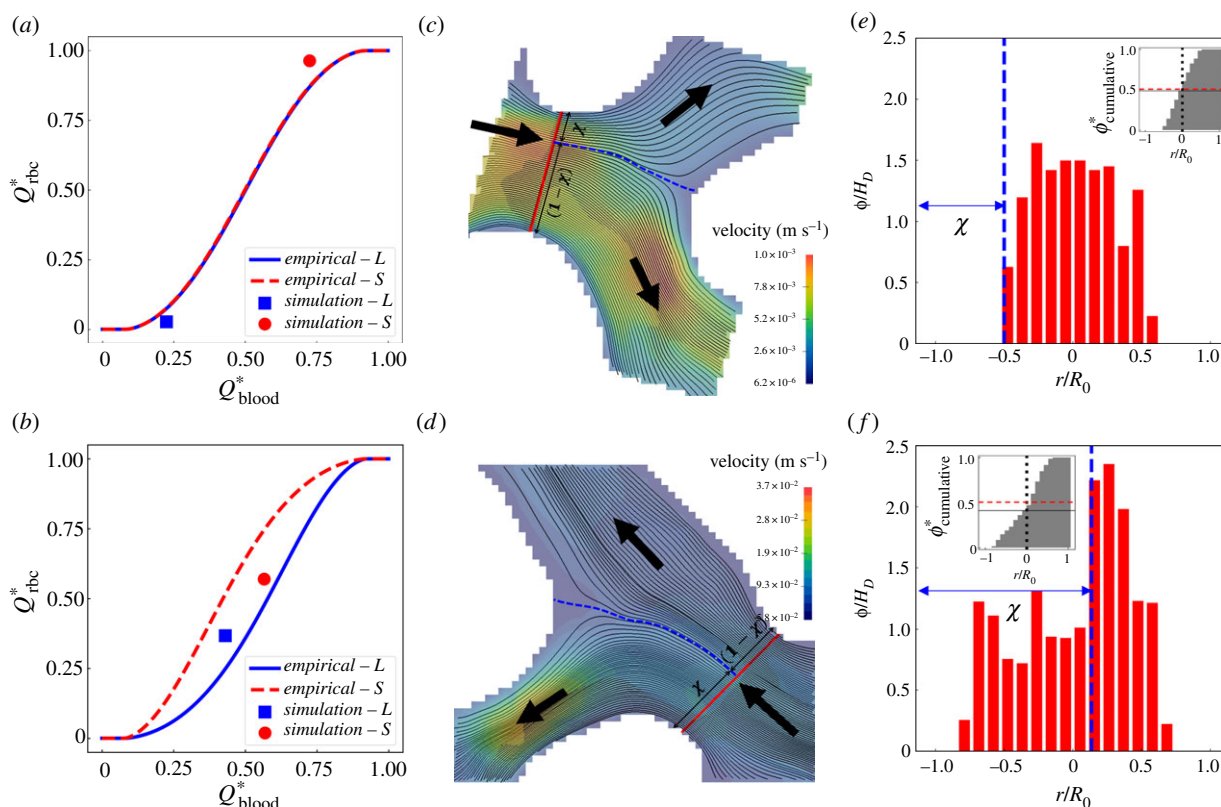 (a)
1.00
0.75
0.50
0.25
0
Q*rbc
empirical – L
empirical – S
simulation – L
simulation – S
0 0.25 0.50 0.75 1.00
Q*blood
(c)
χ
(1 – χ)
velocity (m s⁻¹)
1.0 × 10⁻³
7.5 × 10⁻³
5.2 × 10⁻³
2.6 × 10⁻³
6.2 × 10⁻⁶
(e)
2.5
2.0
1.5
1.0
0.5
0
ϕ/H_D
χ
–1.0 –0.5 0 0.5 1.0
r/R₀
ϕ*cumulative
1.0
0.5
0
–1 0 1
r/R₀
(b)
1.00
0.75
0.50
0.25
0
Q*rbc
empirical – L
empirical – S
simulation – L
simulation – S
0 0.25 0.50 0.75 1.00
Q*blood
(d)
velocity (m s⁻¹)
3.7 × 10⁻²
2.8 × 10⁻²
1.9 × 10⁻²
9.3 × 10⁻²
5.8 × 10⁻²
(1 – χ)
χ
(f)
2.5
2.0
1.5
1.0
0.5
0
ϕ/H_D
χ
–1.0 –0.5 0 0.5 1.0
r/R₀
ϕ*cumulative
1.0
0.5
0
–1 0 1
r/R₀